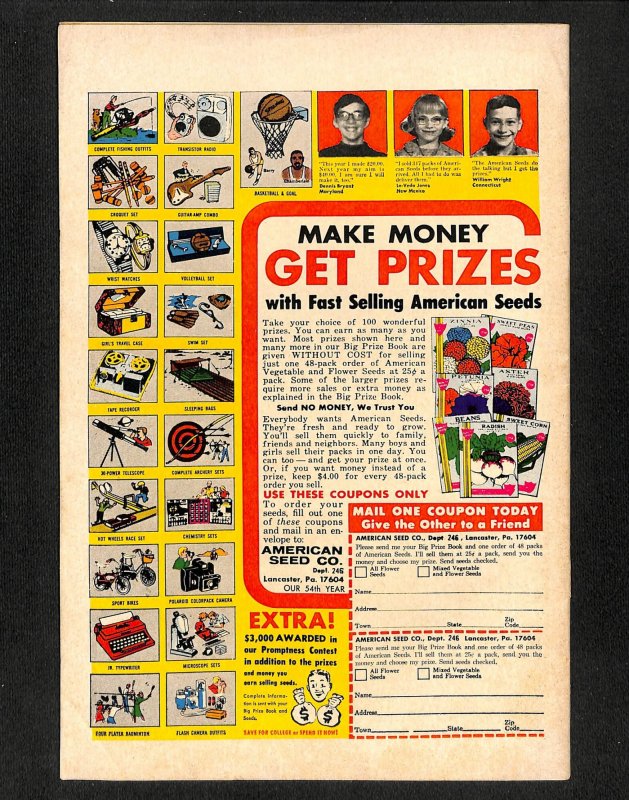 COMPLETE FISHING OUTFITS
TRANSISTOR RADIO
CROQUET SET
GUITAR-AMP COMBO
WRIST WATCHES
VOLLEYBALL SET
GIRL'S TRAVEL CASE
SWIM SET
TAPE RECORDER
SLEEPING BAGS
30-POWER TELESCOPE
COMPLETE ARCHERY SETS
HOT WHEELS RACE SET
CHEMISTRY SETS
SPORT BIKES
POLAROID COLORPACK CAMERA
JR. TYPEWRITER
MICROSCOPE SETS
FOUR PLAYER BADMINTON
FLASH CAMERA OUTFITS
Barry
Chamberlain
BASKETBALL & GOAL
"This year I made $20.00.
Next year my aim is
$40.00. I am sure I will
make it, too."
Dennis Bryant
Maryland
"I sold 317 packs of Ameri-
can Seeds before they ar-
rived. All I had to do was
deliver them."
La-Veda Jones
New Mexico
"The American Seeds do
the talking but I get the
prizes."
William Wright
Connecticut
MAKE MONEY
GET PRIZES
with Fast Selling American Seeds
Take your choice of 100 wonderful
prizes. You can earn as many as you
want. Most prizes shown here and
many more in our Big Prize Book are
given WITHOUT COST for selling
just one 48-pack order of American
Vegetable and Flower Seeds at 25¢ a
pack. Some of the larger prizes re-
quire more sales or extra money as
explained in the Big Prize Book.
Send NO MONEY, We Trust You
Everybody wants American Seeds.
They're fresh and ready to grow.
You'll sell them quickly to family,
friends and neighbors. Many boys and
girls sell their packs in one day. You
can too — and get your prize at once.
Or, if you want money instead of a
prize, keep $4.00 for every 48-pack
order you sell.
ZINNIA
SWEET PEAS
PETUNIA
ASTER
BEANS
RADISH
SWEET CORN
USE THESE COUPONS ONLY
To order your
seeds, fill out one
of these coupons
and mail in an en-
velope to:
AMERICAN
SEED CO.
Dept. 246
Lancaster, Pa. 17604
OUR 54th YEAR
MAIL ONE COUPON TODAY
Give the Other to a Friend
AMERICAN SEED CO., Dept 246, Lancaster, Pa. 17604
Please send me your Big Prize Book and one order of 48 packs
of American Seeds. I'll sell them at 25¢ a pack, send you the
money and choose my prize. Send seeds checked.
All Flower Seeds
Mixed Vegetable and Flower Seeds
Name
Address
Town State Zip Code
AMERICAN SEED CO., Dept. 246 Lancaster, Pa. 17604
Please send me your Big Prize Book and one order of 48 packs
of American Seeds. I'll sell them at 25¢ a pack, send you the
money and choose my prize. Send seeds checked.
All Flower Seeds
Mixed Vegetable and Flower Seeds
Name
Address
Town State Zip Code
EXTRA!
$3,000 AWARDED in
our Promptness Contest
in addition to the prizes
and money you
earn selling seeds.
Complete Informa-
tion is sent with your
Big Prize Book and
Seeds.
$ $
SAVE FOR COLLEGE or SPEND IT NOW!